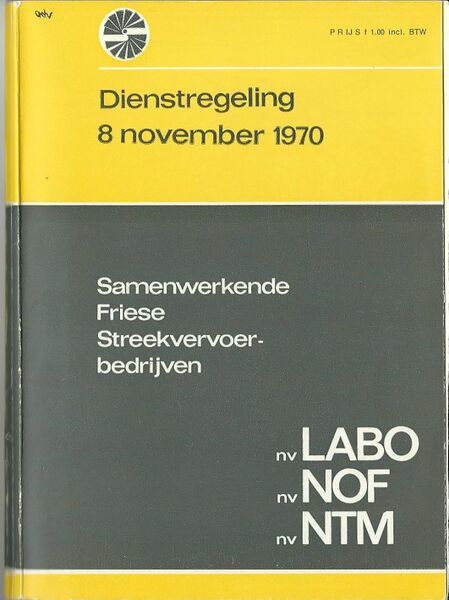 PRIJS f 1.00 incl. BTW
Dienstregeling
8 november 1970
Samenwerkende
Friese
Streekvervoer-
bedrijven
nv LABO
nv NOF
nv NTM